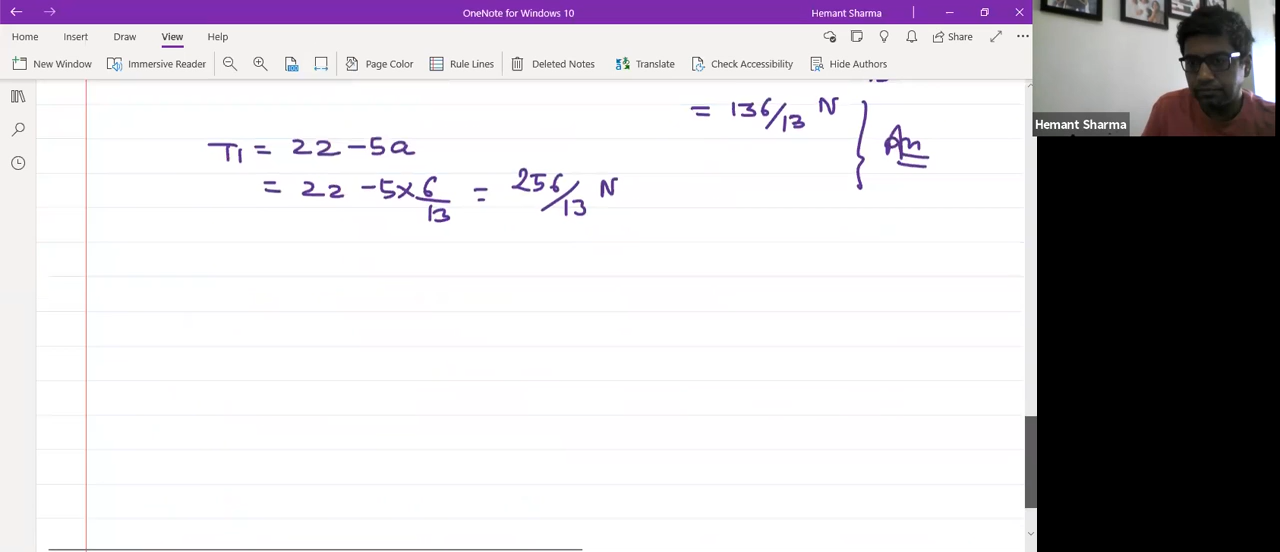 OneNote for Windows 10
Hemant Sharma
Home Insert Draw View Help
Share
New Window Immersive Reader Page Color Rule Lines Deleted Notes Translate Check Accessibility Hide Authors
Hemant Sharma
= 136/13 N
Ans
T1 = 22 - 5a
= 22 - 5 × 6/13 = 256/13 N